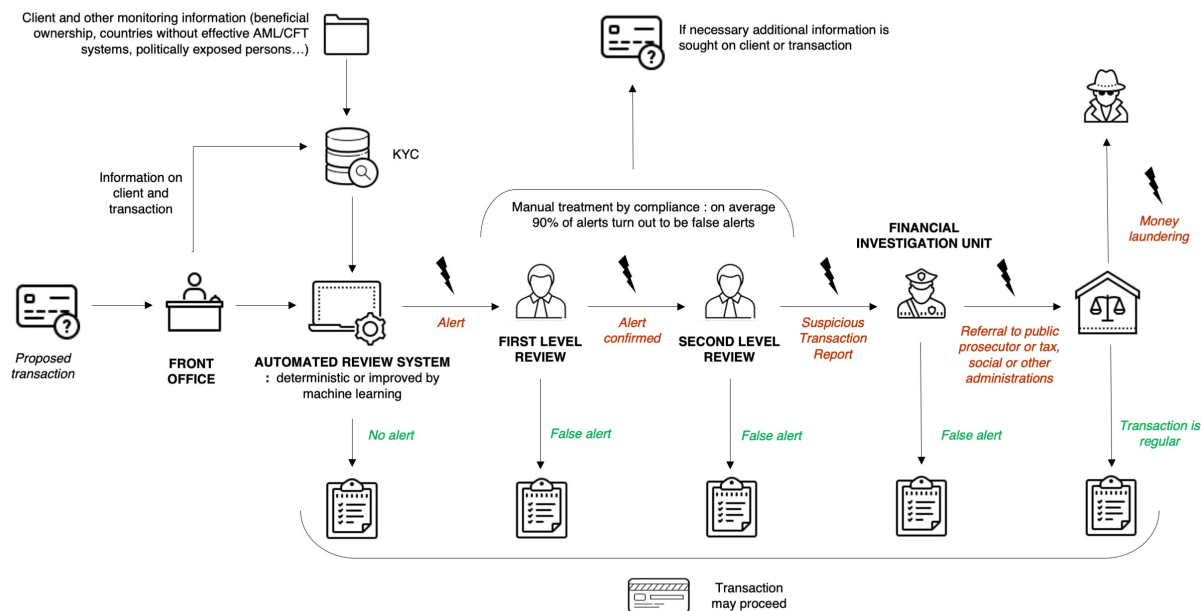 Client and other monitoring information (beneficial
ownership, countries without effective AML/CFT
systems, politically exposed persons…)
If necessary additional information is
sought on client or transaction
KYC
Information on
client and
transaction
Manual treatment by compliance : on average
90% of alerts turn out to be false alerts
FINANCIAL
INVESTIGATION UNIT
Money
laundering
Proposed
transaction
FRONT
OFFICE
AUTOMATED REVIEW SYSTEM
: deterministic or improved by
machine learning
Alert
FIRST LEVEL
REVIEW
Alert
confirmed
SECOND LEVEL
REVIEW
Suspicious
Transaction
Report
Referral to public
prosecutor or tax,
social or other
administrations
No alert
False alert
False alert
False alert
Transaction is
regular
Transaction
may proceed